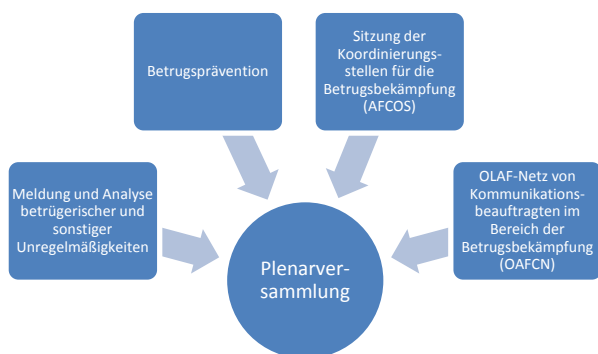 Betrugsprävention
Sitzung der
Koordinierungs-
stellen für die
Betrugsbekämpfung
(AFCOS)
Meldung und Analyse
betrügerischer und
sonstiger
Unregelmäßigkeiten
OLAF-Netz von
Kommunikations-
beauftragten im
Bereich der
Betrugsbekämpfung
(OAFCN)
Plenarver-
sammlung